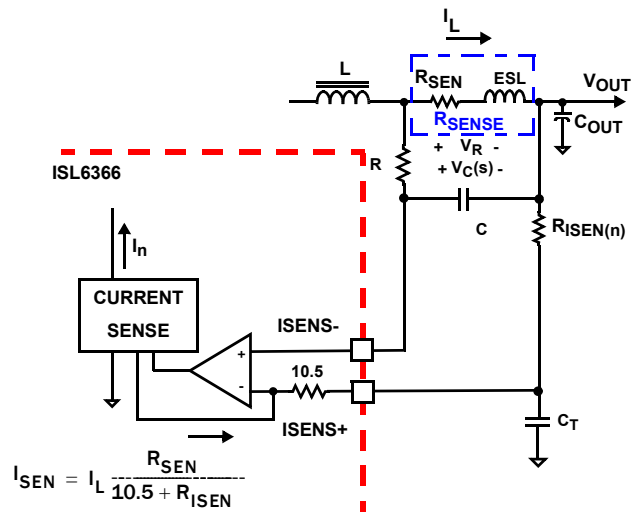 I_L
L
R_SEN
ESL
V_OUT
R_SENSE
C_OUT
+ V_R -
ISL6366
R
+ V_C(s) -
C
R_ISEN(n)
I_n
CURRENT
SENSE
ISENS-
+
10.5
-
ISENS+
C_T
I_SEN = I_L R_SEN / 10.5 + R_ISEN